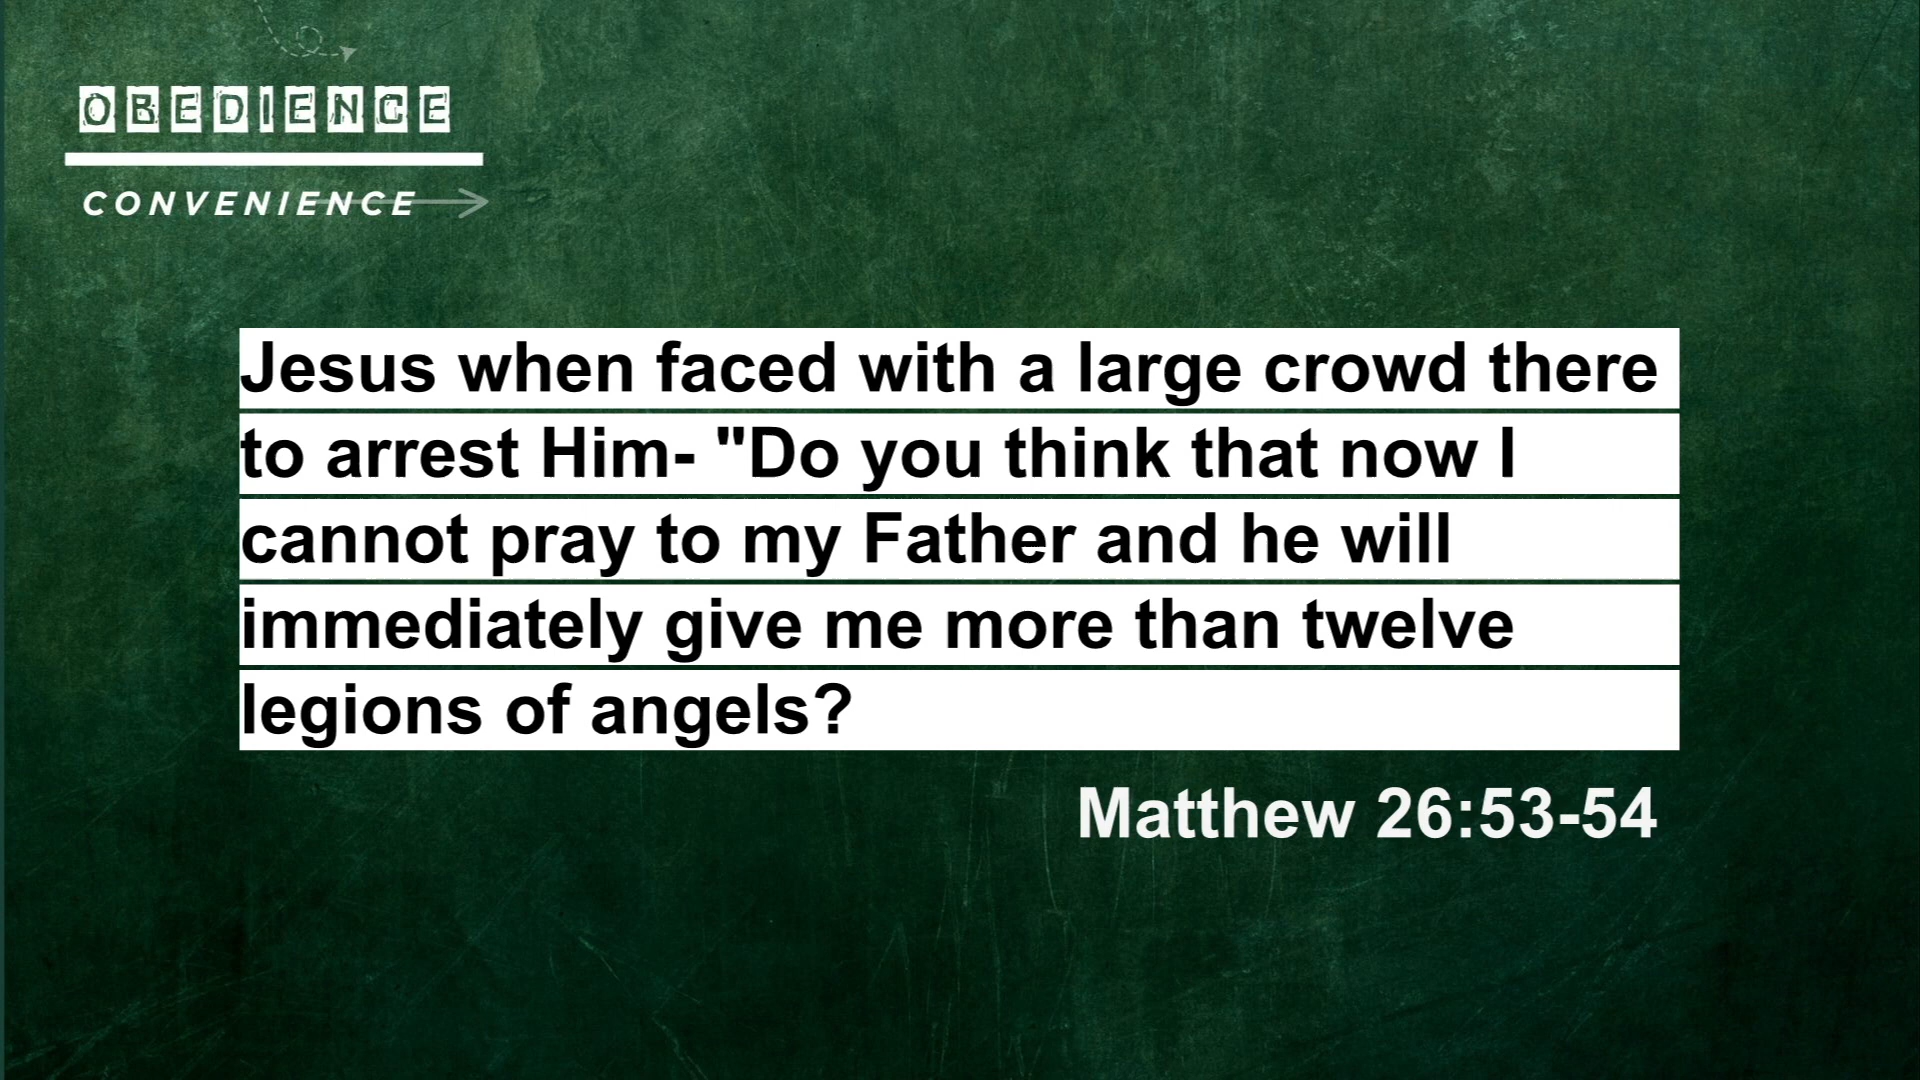 OBEDIENCE
CONVENIENCE
Jesus when faced with a large crowd there
to arrest Him- "Do you think that now I
cannot pray to my Father and he will
immediately give me more than twelve
legions of angels?
Matthew 26:53-54